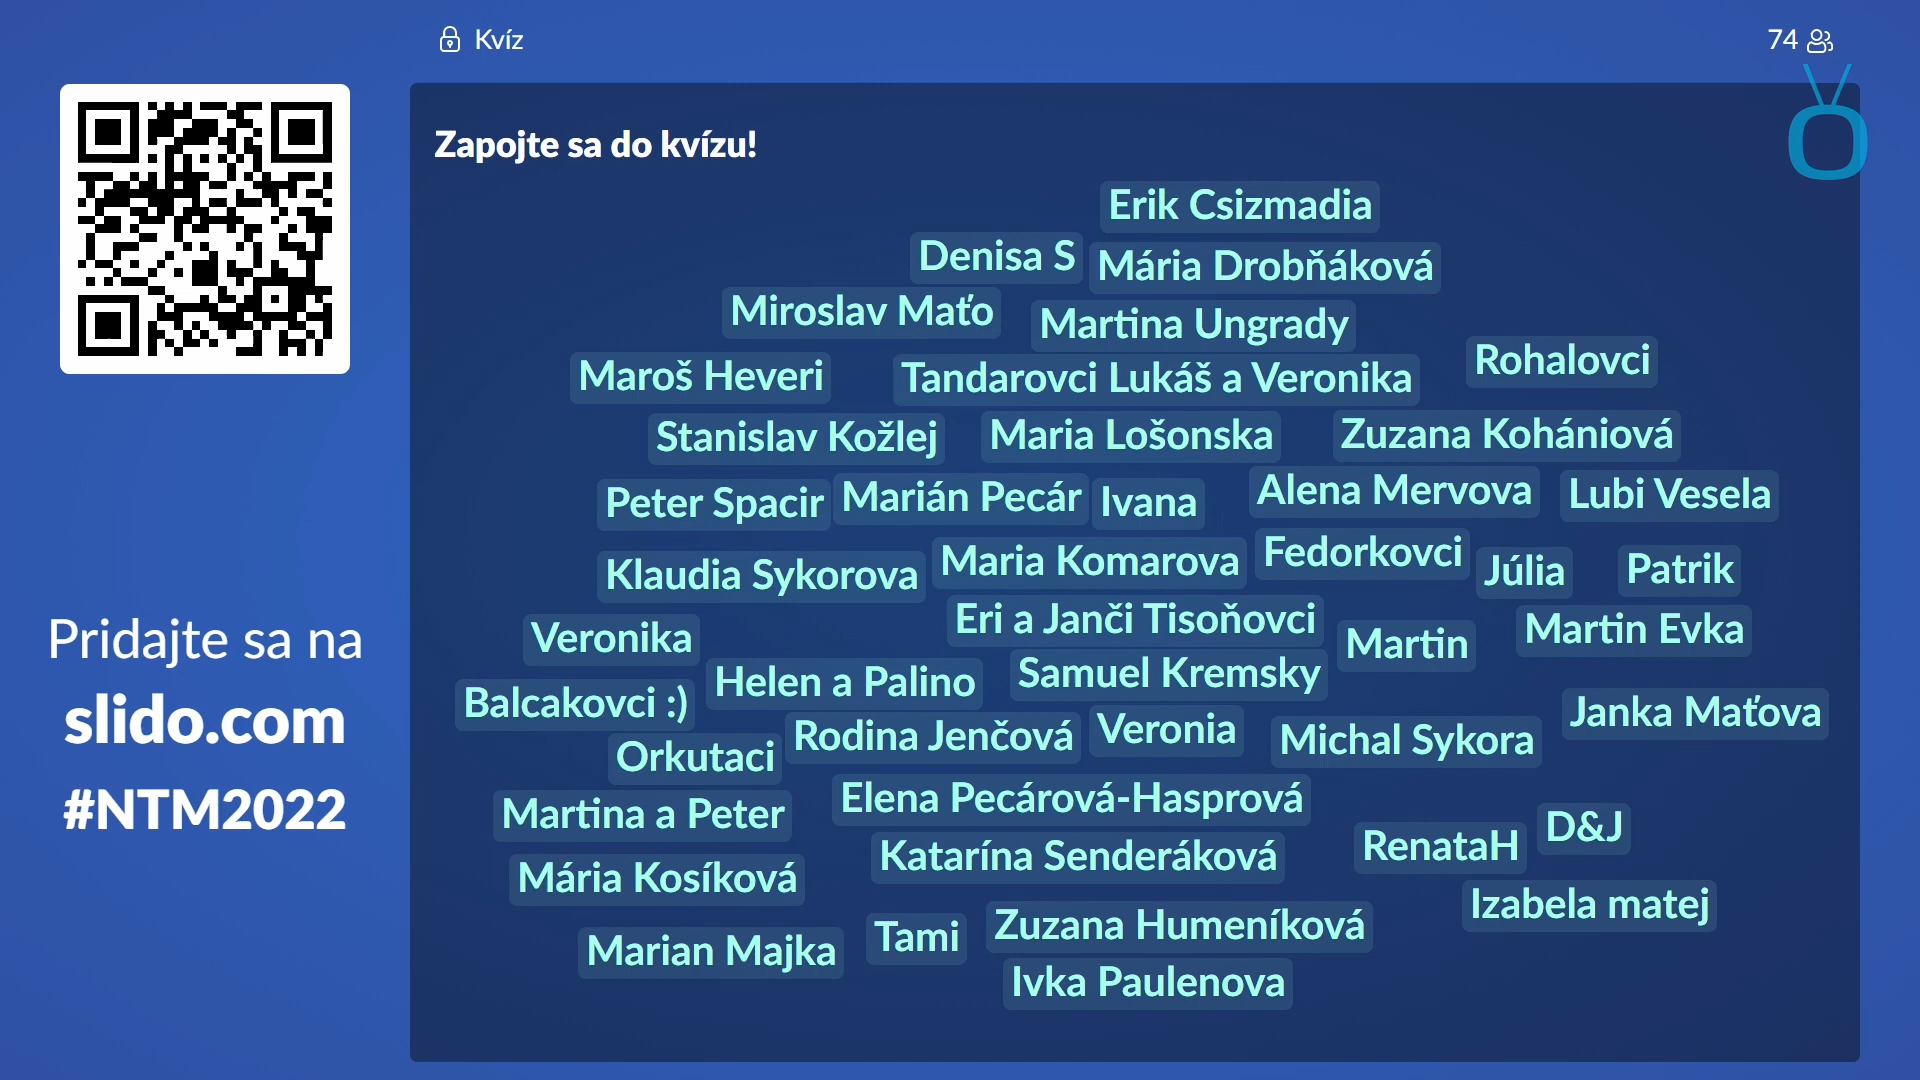 Kvíz
74
Zapojte sa do kvízu!
Erik Csizmadia
Denisa S
Mária Drobňáková
Miroslav Maťo
Martina Ungrady
Rohalovci
Maroš Heveri
Tandarovci Lukáš a Veronika
Stanislav Kožlej
Maria Lošonska
Zuzana Kohániová
Peter Spacir
Marián Pecár
Ivana
Alena Mervova
Lubi Vesela
Klaudia Sykorova
Maria Komarova
Fedorkovci
Júlia
Patrik
Veronika
Eri a Janči Tisoňovci
Martin
Martin Evka
Balcakovci :)
Helen a Palino
Samuel Kremsky
Janka Maťova
Orkutaci
Rodina Jenčová
Veronia
Michal Sykora
Martina a Peter
Elena Pecárová-Hasprová
RenataH
D&J
Mária Kosíková
Katarína Senderáková
Izabela matej
Marian Majka
Tami
Zuzana Humeníková
Ivka Paulenova
Pridajte sa na
slido.com
#NTM2022